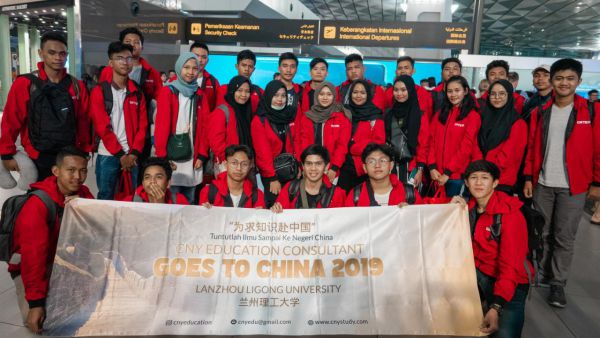 Pemeriksaan Keamanan
Security Check
Keberangkatan Internasional
International Departures
"为求知识赴中国"
Tuntutlah Ilmu Sampai Ke Negeri China
CNY EDUCATION CONSULTANT
GOES TO CHINA 2019
LANZHOU LIGONG UNIVERSITY
兰州理工大学
cnyeducation
cnyedu@gmail.com
www.cnystudy.com